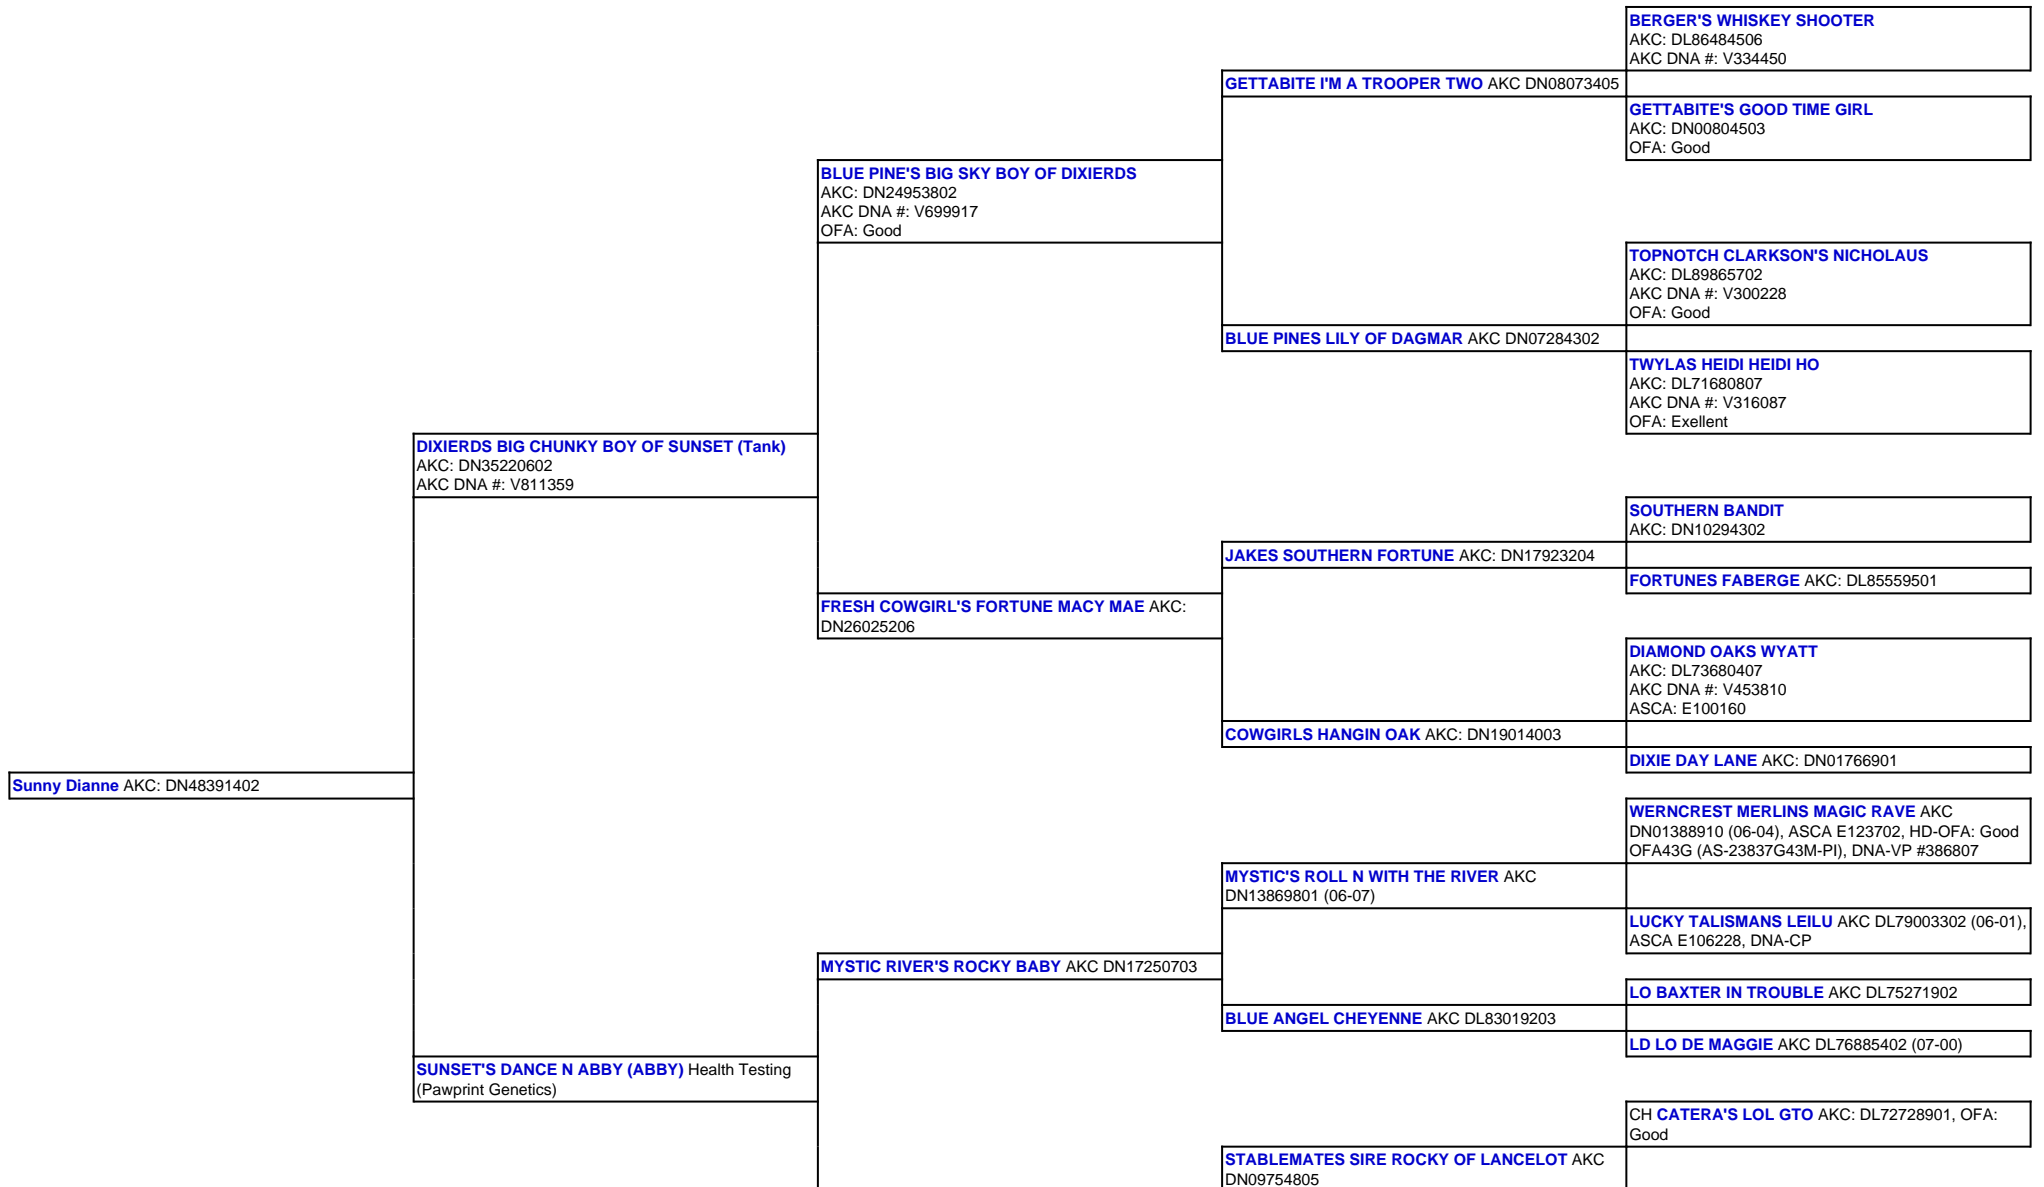 BERGER'S WHISKEY SHOOTER
AKC: DL86484506
AKC DNA #: V334450
GETTABITE I'M A TROOPER TWO AKC DN08073405
GETTABITE'S GOOD TIME GIRL
AKC: DN00804503
OFA: Good
BLUE PINE'S BIG SKY BOY OF DIXIERDS
AKC: DN24953802
AKC DNA #: V699917
OFA: Good
TOPNOTCH CLARKSON'S NICHOLAUS
AKC: DL89865702
AKC DNA #: V300228
OFA: Good
BLUE PINES LILY OF DAGMAR AKC DN07284302
TWYLAS HEIDI HEIDI HO
AKC: DL71680807
AKC DNA #: V316087
OFA: Exellent
DIXIERDS BIG CHUNKY BOY OF SUNSET (Tank)
AKC: DN35220602
AKC DNA #: V811359
SOUTHERN BANDIT
AKC: DN10294302
JAKES SOUTHERN FORTUNE AKC: DN17923204
FORTUNES FABERGE AKC: DL85559501
FRESH COWGIRL'S FORTUNE MACY MAE AKC:
DN26025206
DIAMOND OAKS WYATT
AKC: DL73680407
AKC DNA #: V453810
ASCA: E100160
COWGIRLS HANGIN OAK AKC: DN19014003
DIXIE DAY LANE AKC: DN01766901
Sunny Dianne AKC: DN48391402
WERNCREST MERLINS MAGIC RAVE AKC
DN01388910 (06-04), ASCA E123702, HD-OFA: Good
OFA43G (AS-23837G43M-PI), DNA-VP #386807
MYSTIC'S ROLL N WITH THE RIVER AKC
DN13869801 (06-07)
LUCKY TALISMANS LEILU AKC DL79003302 (06-01),
ASCA E106228, DNA-CP
MYSTIC RIVER'S ROCKY BABY AKC DN17250703
LO BAXTER IN TROUBLE AKC DL75271902
BLUE ANGEL CHEYENNE AKC DL83019203
LD LO DE MAGGIE AKC DL76885402 (07-00)
SUNSET'S DANCE N ABBY (ABBY) Health Testing
(Pawprint Genetics)
CH CATERA'S LOL GTO AKC: DL72728901, OFA:
Good
STABLEMATES SIRE ROCKY OF LANCELOT AKC
DN09754805